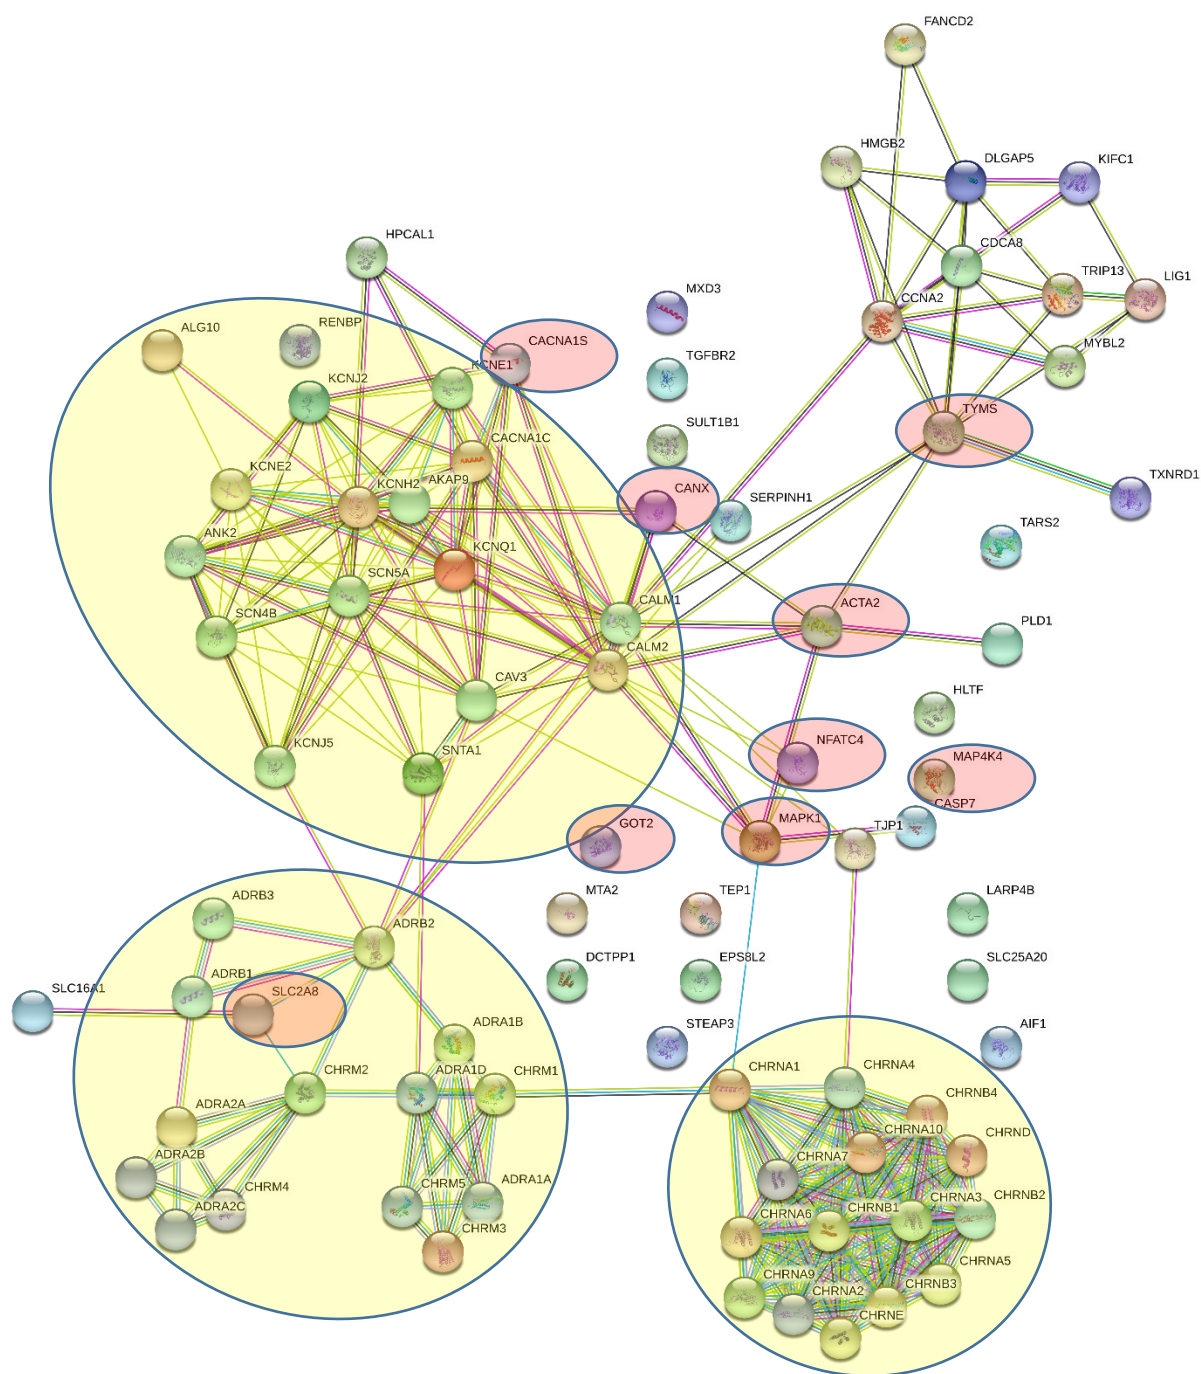 FANCD2
HMGB2
DLGAP5
KIFC1
HPCAL1
CDCA8
TRIP13
LIG1
MXD3
CCNA2
ALG10
RENBP
CACNA1S
MYBL2
KCNE1
KCNJ2
TGFBR2
TYMS
SULT1B1
CACNA1C
KCNE2
KCNH2
AKAP9
CANX
SERPINH1
TXNRD1
TARS2
ANK2
KCNQ1
SCN5A
CALM1
ACTA2
SCN4B
PLD1
CALM2
CAV3
HLTF
KCNJ5
SNTA1
NFATC4
MAP4K4
CASP7
GOT2
MAPK1
TJP1
ADRB3
MTA2
TEP1
LARP4B
ADRB2
DCTPP1
EPS8L2
SLC25A20
ADRB1
SLC16A1
SLC2A8
STEAP3
AIF1
ADRA1B
CHRM2
ADRA1D
CHRM1
CHRNA1
CHRNA4
CHRNB4
ADRA2A
CHRNA10
CHRND
ADRA2B
CHRNA7
CHRM4
CHRM5
ADRA1A
CHRNA3
CHRNB2
ADRA2C
CHRNA6
CHRNB1
CHRM3
CHRNA5
CHRNA9
CHRNA2
CHRNB3
CHRNE